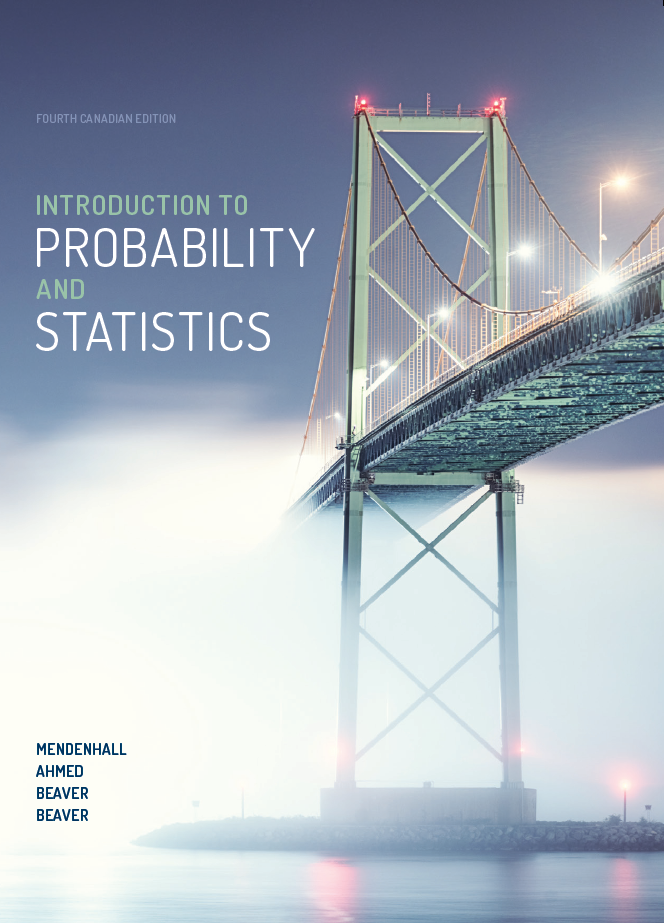 FOURTH CANADIAN EDITION
INTRODUCTION TO
PROBABILITY
AND
STATISTICS
MENDENHALL
AHMED
BEAVER
BEAVER